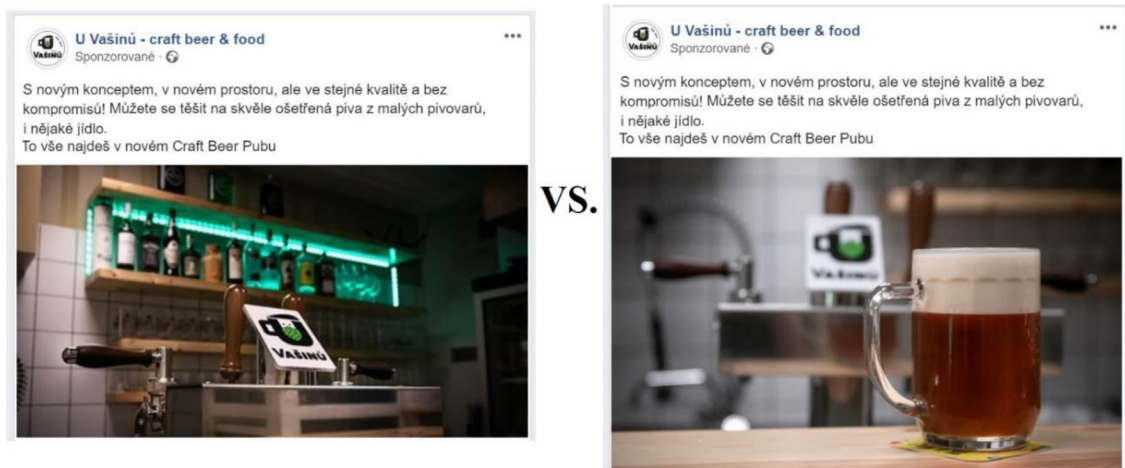 VAŠINŮ
U Vašinů - craft beer & food
Sponzorované ·
S novým konceptem, v novém prostoru, ale ve stejné kvalitě a bez
kompromisů! Můžete se těšit na skvěle ošetřená piva z malých pivovarů,
i nějaké jídlo.
To vše najdeš v novém Craft Beer Pubu
VAŠINŮ
VS.
VAŠINŮ
U Vašinů - craft beer & food
Sponzorované ·
S novým konceptem, v novém prostoru, ale ve stejné kvalitě a bez
kompromisů! Můžete se těšit na skvěle ošetřená piva z malých pivovarů,
i nějaké jídlo.
To vše najdeš v novém Craft Beer Pubu
VAŠINŮ